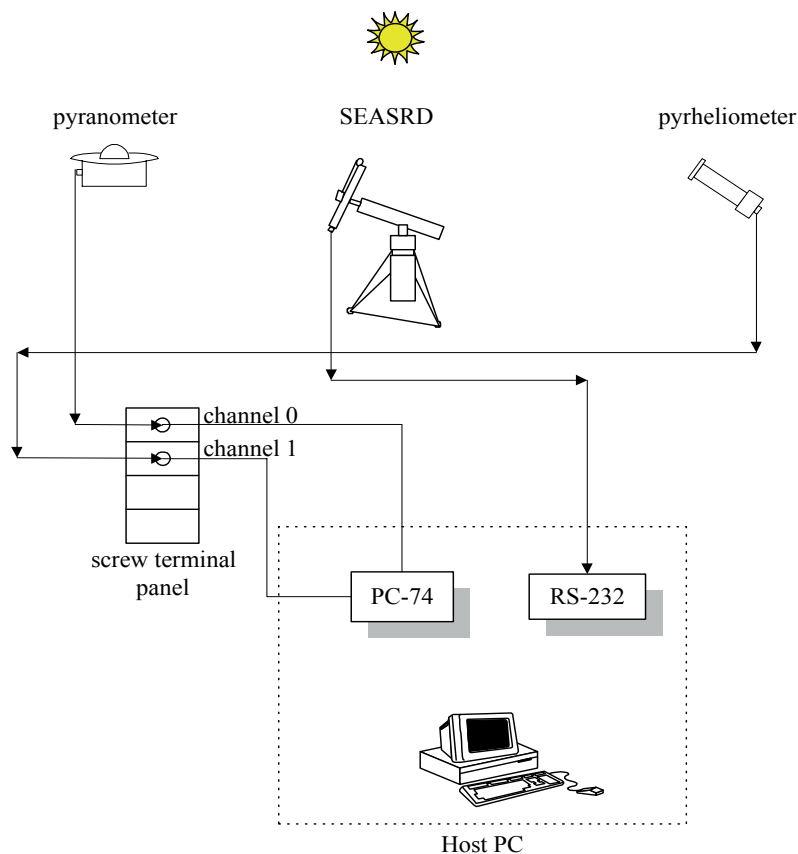 pyranometer
SEASRD
pyrheliometer
channel 0
channel 1
screw terminal
panel
PC-74
RS-232
Host PC